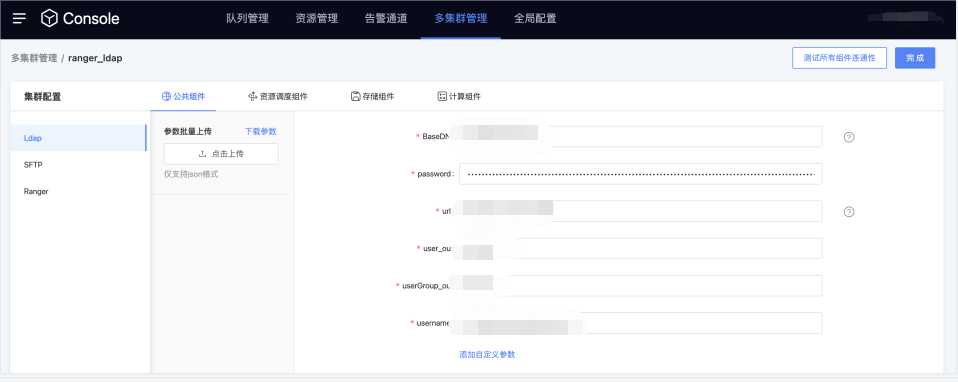 Console 队列管理 资源管理 告警通道 多集群管理 全局配置
多集群管理 / ranger_ldap 测试所有组件连通性 完成
集群配置 公共组件 资源调度组件 存储组件 计算组件
Ldap
SFTP
Ranger
参数批量上传 下载参数
点击上传
仅支持json格式
* BaseDN
* password:
* url
* user_ou
* userGroup_ou
* username
添加自定义参数